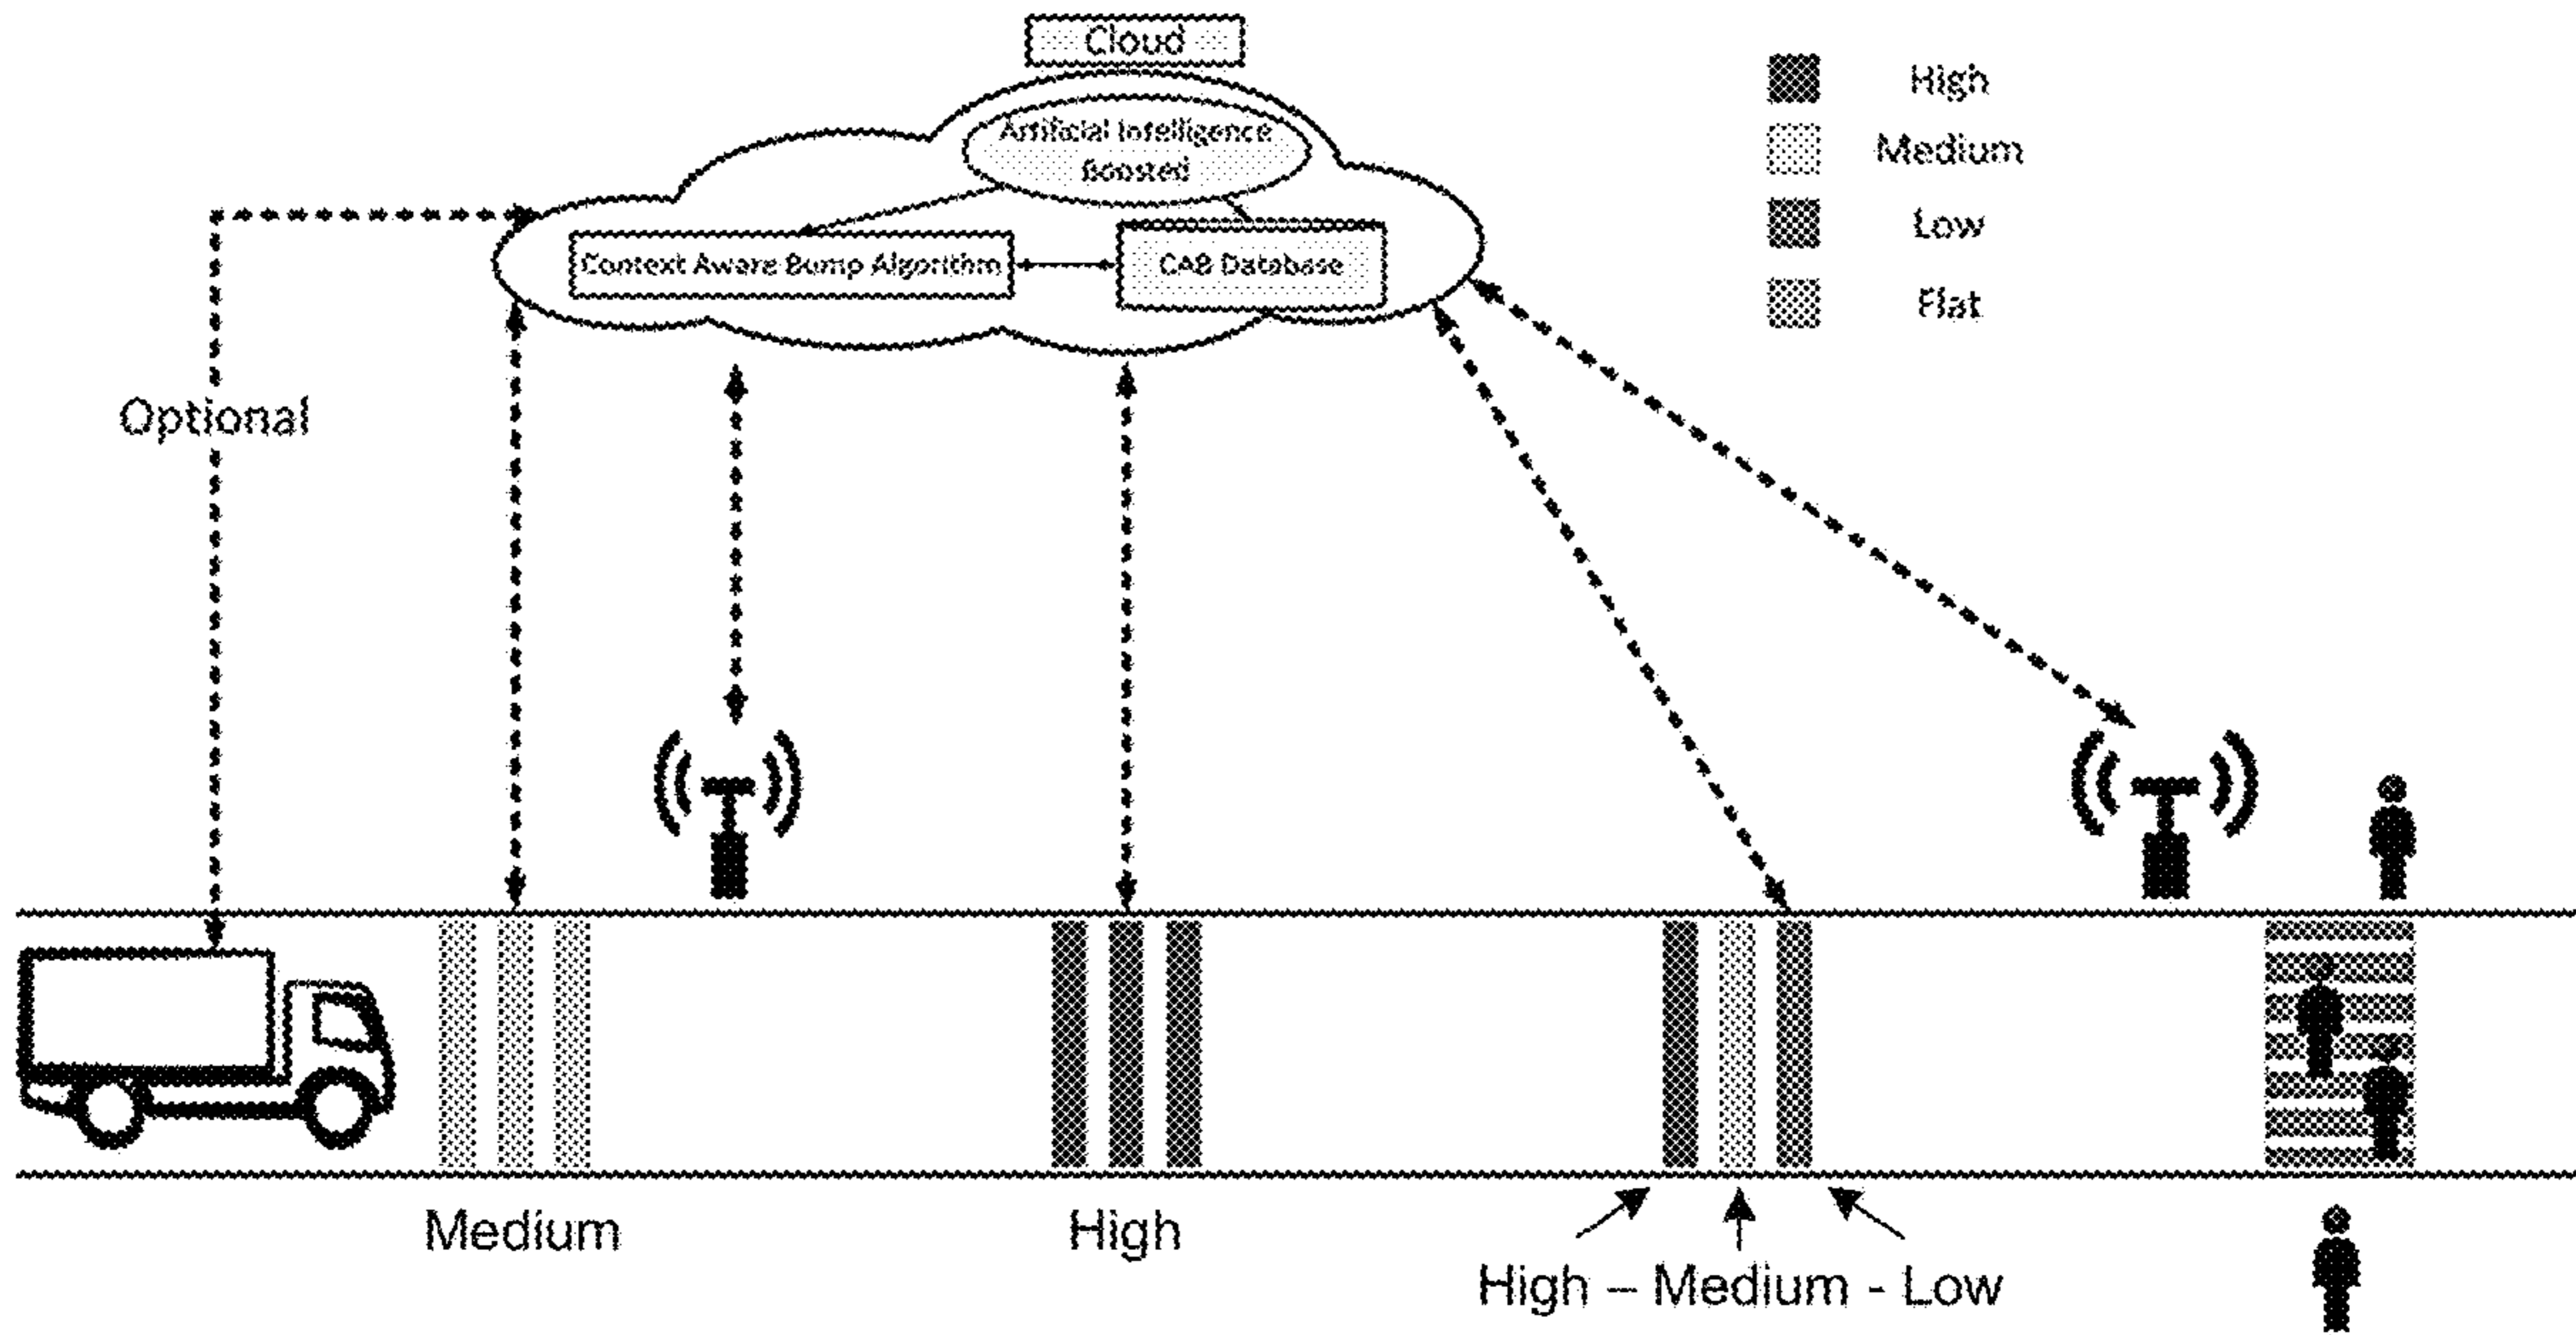 Cloud
Artificial Intelligence
Boosted
Context Aware Bump Algorithm
CAB Database
High
Medium
Low
Flat
Optional
Medium
High
High – Medium - Low